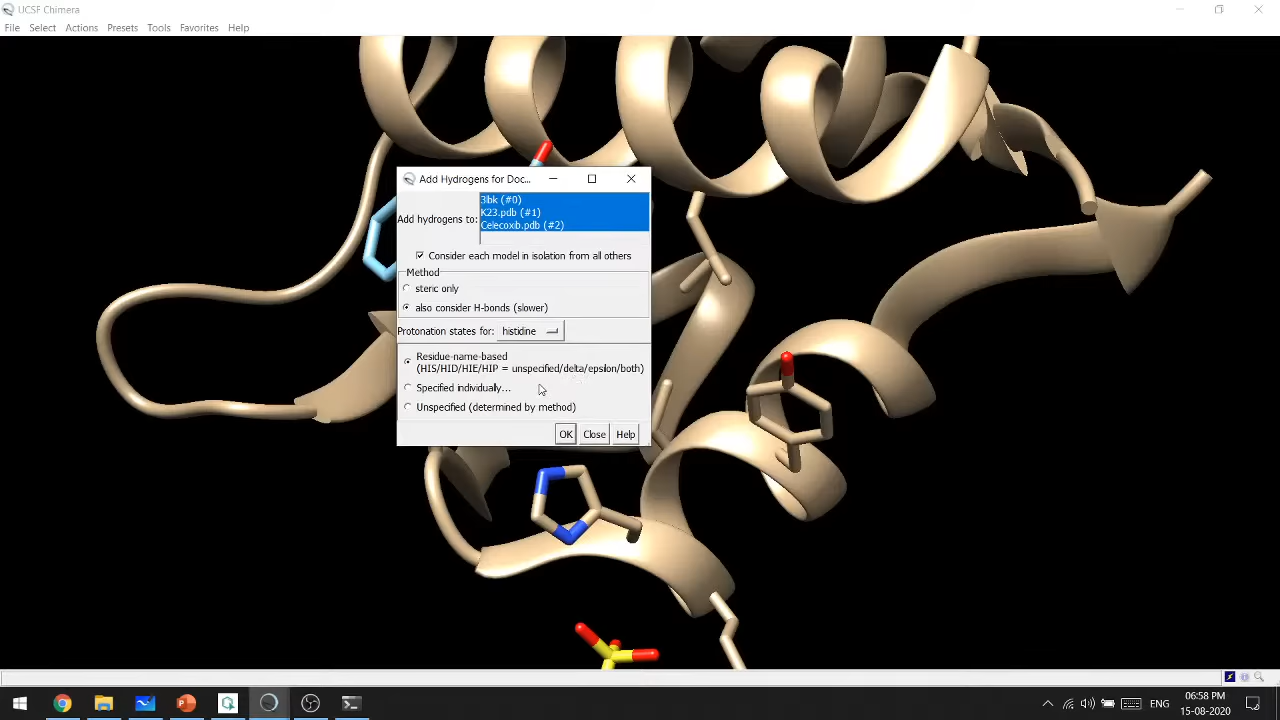 UCSF Chimera
File Select Actions Presets Tools Favorites Help
Add Hydrogens for Doc...
Add hydrogens to:
3lbk (#0)
K23.pdb (#1)
Celecoxib.pdb (#2)
Consider each model in isolation from all others
Method
steric only
also consider H-bonds (slower)
Protonation states for: histidine
Residue-name-based
(HIS/HID/HIE/HIP = unspecified/delta/epsilon/both)
Specified individually...
Unspecified (determined by method)
OK Close Help
06:58 PM
ENG
15-08-2020